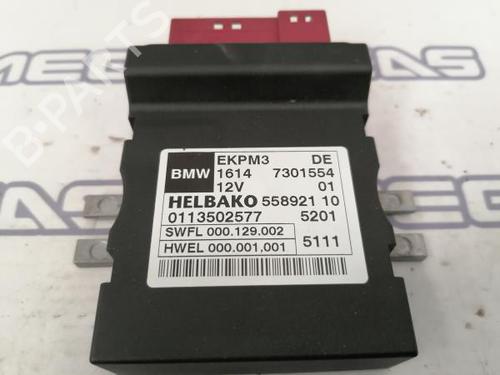 B-PARTS
EKPM3 DE
BMW 1614 7301554
12V 01
HELBAKO 558921 10
0113502577 5201
SWFL 000.129.002
HWEL 000.001,001 5111